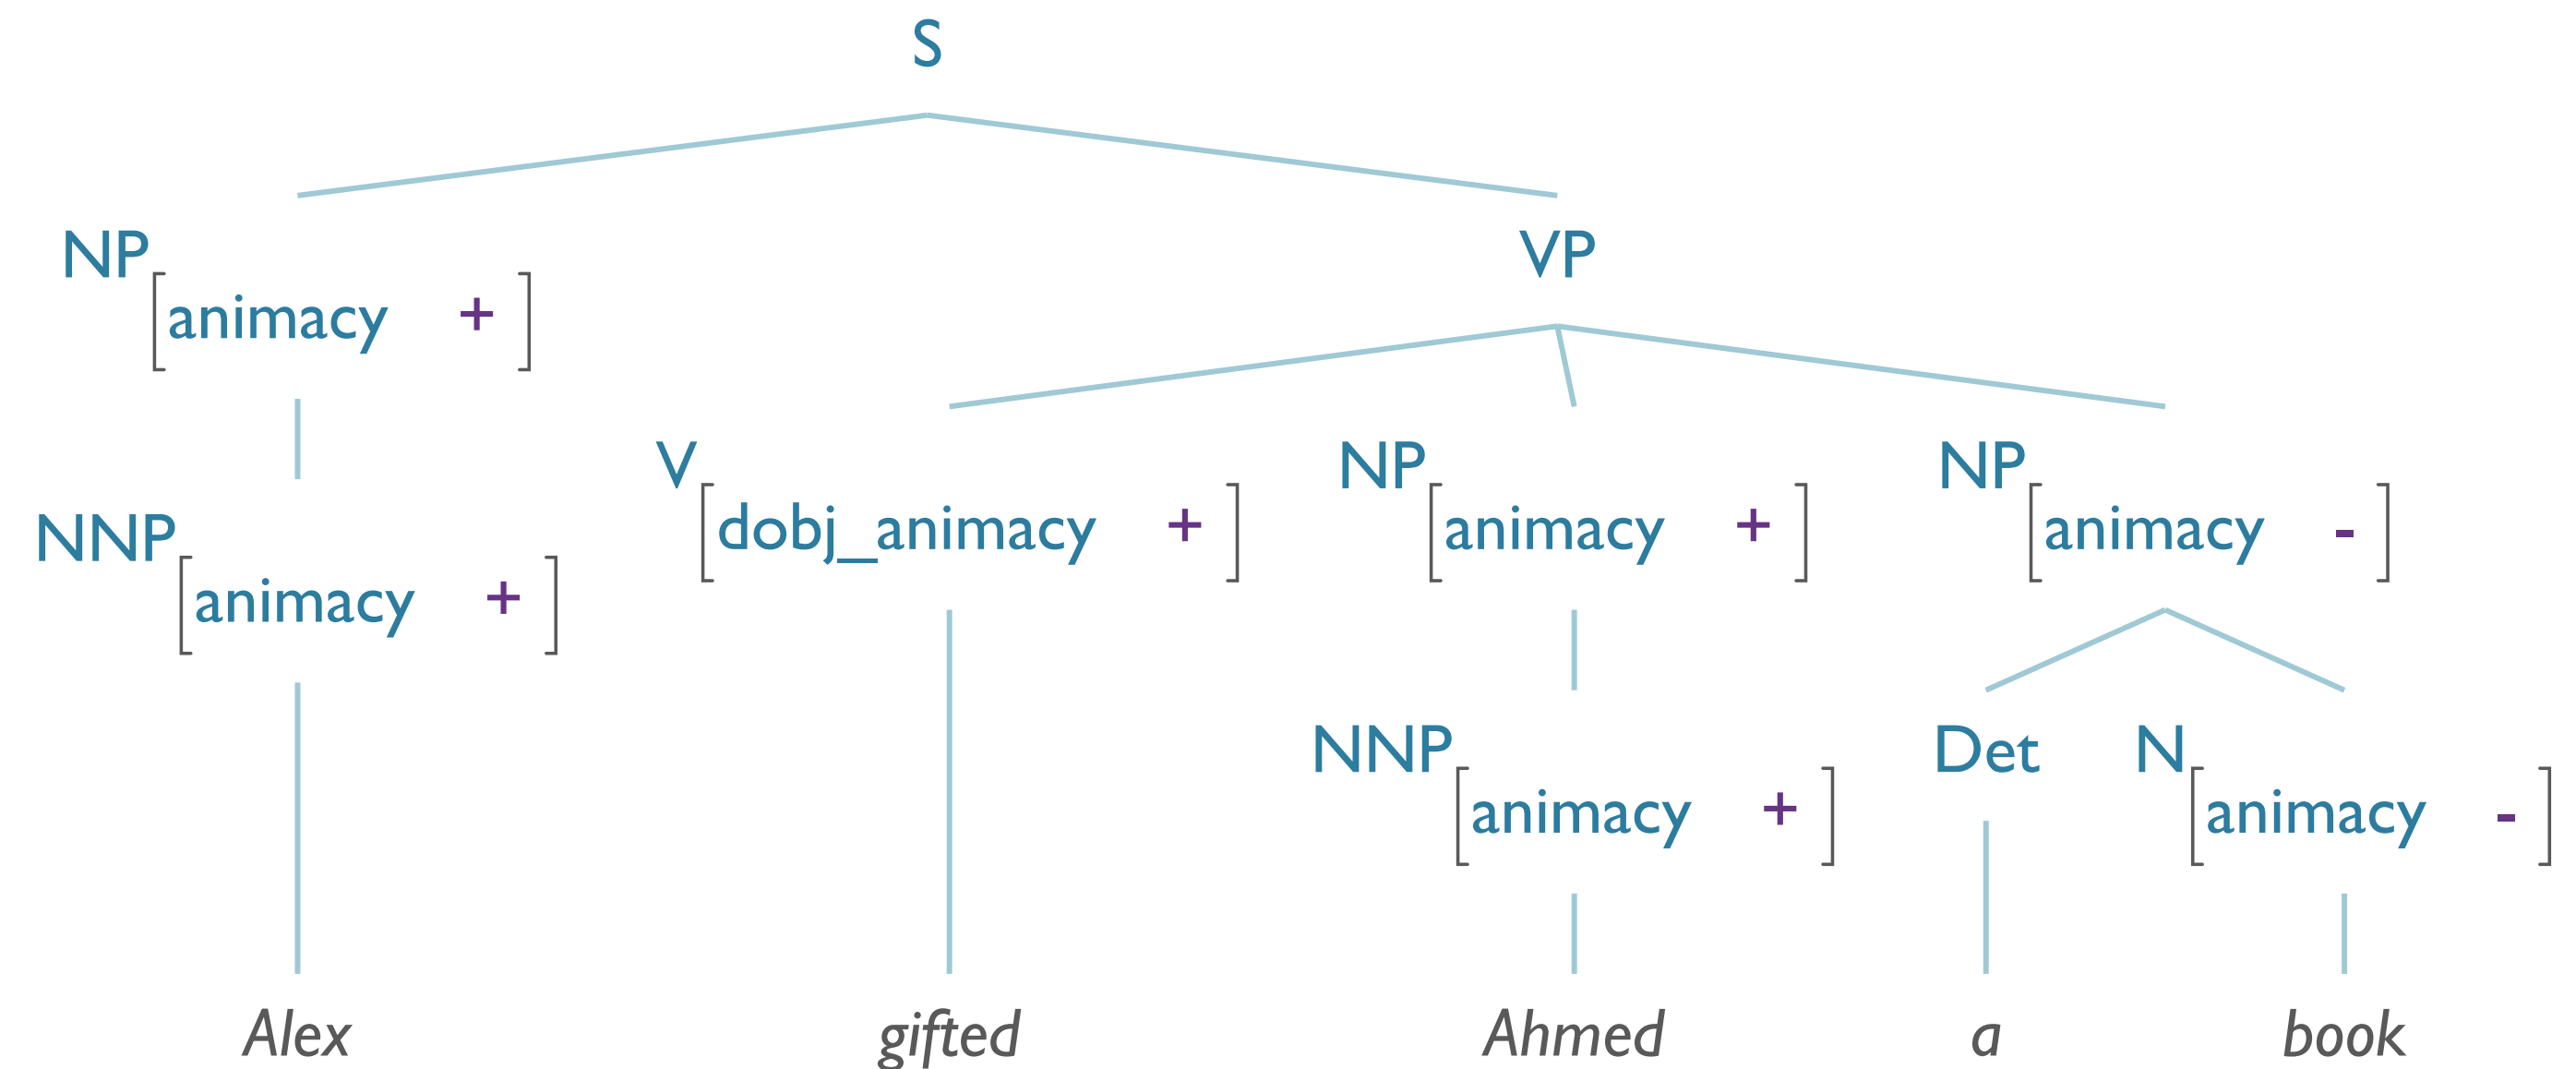 S
NP [animacy +] VP
NNP [animacy +] V [dobj_animacy +] NP [animacy +] NP [animacy -]
NNP [animacy +] Det N [animacy -]
Alex gifted Ahmed a book